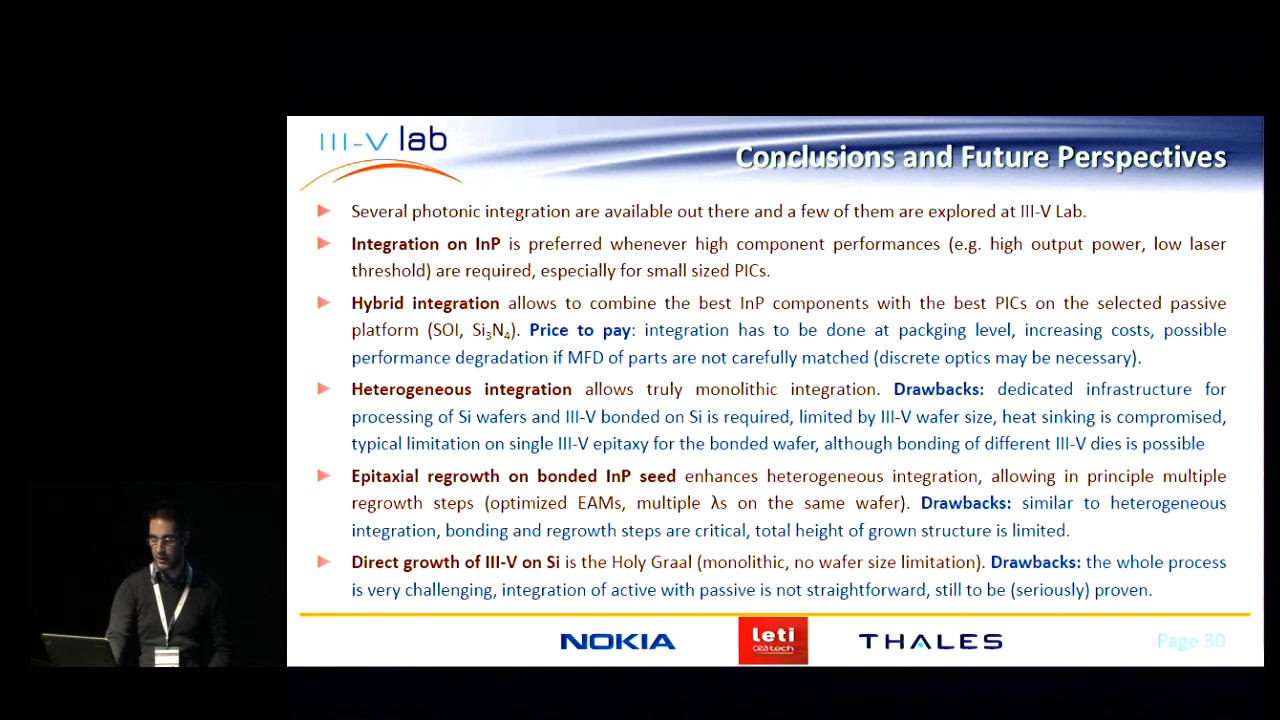 III-V lab
Conclusions and Future Perspectives
Several photonic integration are available out there and a few of them are explored at III-V Lab.
Integration on InP is preferred whenever high component performances (e.g. high output power, low laser
threshold) are required, especially for small sized PICs.
Hybrid integration allows to combine the best InP components with the best PICs on the selected passive
platform (SOI, Si₃N₄). Price to pay: integration has to be done at packging level, increasing costs, possible
performance degradation if MFD of parts are not carefully matched (discrete optics may be necessary).
Heterogeneous integration allows truly monolithic integration. Drawbacks: dedicated infrastructure for
processing of Si wafers and III-V bonded on Si is required, limited by III-V wafer size, heat sinking is compromised,
typical limitation on single III-V epitaxy for the bonded wafer, although bonding of different III-V dies is possible
Epitaxial regrowth on bonded InP seed enhances heterogeneous integration, allowing in principle multiple
regrowth steps (optimized EAMs, multiple λs on the same wafer). Drawbacks: similar to heterogeneous
integration, bonding and regrowth steps are critical, total height of grown structure is limited.
Direct growth of III-V on Si is the Holy Graal (monolithic, no wafer size limitation). Drawbacks: the whole process
is very challenging, integration of active with passive is not straightforward, still to be (seriously) proven.
NOKIA
leti
ceatech
THALES
Page 30